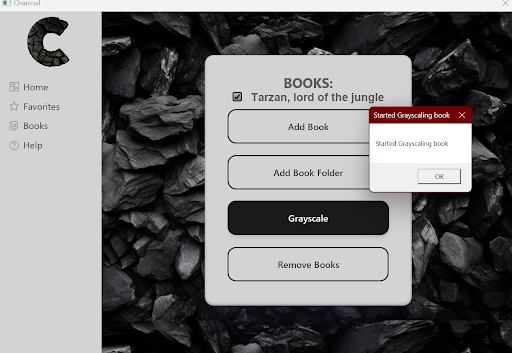 Charcoal
C
Home
Favorites
Books
Help
BOOKS:
Tarzan, lord of the jungle
Add Book
Add Book Folder
Grayscale
Remove Books
Started Grayscaling book
Started Grayscaling book
OK